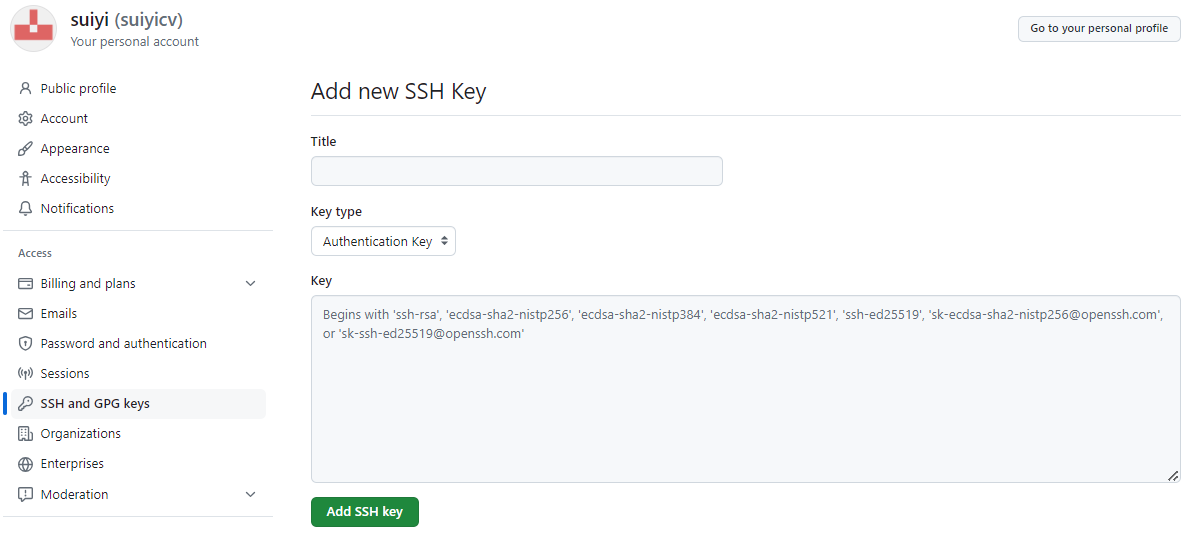 suiyi (suiyicv)
Your personal account
Go to your personal profile
Public profile
Account
Appearance
Accessibility
Notifications
Access
Billing and plans
Emails
Password and authentication
Sessions
SSH and GPG keys
Organizations
Enterprises
Moderation
Add new SSH Key
Title
Key type
Authentication Key
Key
Begins with 'ssh-rsa', 'ecdsa-sha2-nistp256', 'ecdsa-sha2-nistp384', 'ecdsa-sha2-nistp521', 'ssh-ed25519', 'sk-ecdsa-sha2-nistp256@openssh.com',
or 'sk-ssh-ed25519@openssh.com'
Add SSH key